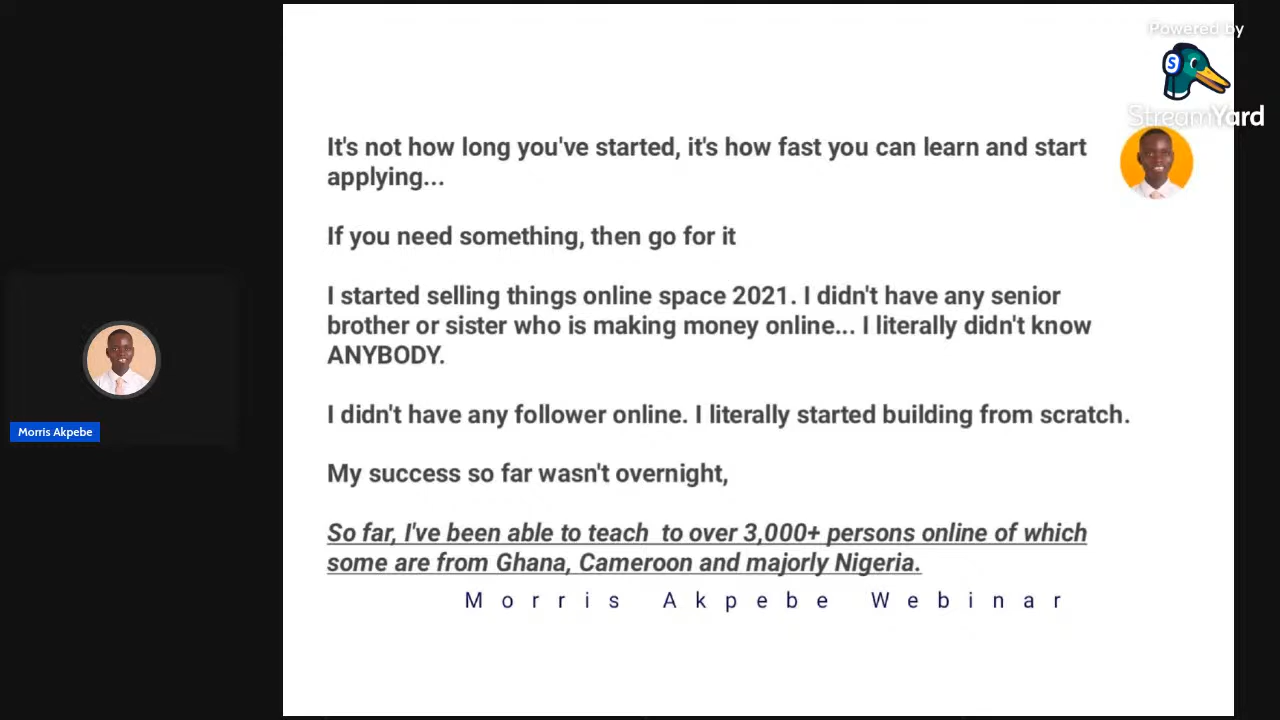 Powered by
StreamYard
It's not how long you've started, it's how fast you can learn and start
applying...
If you need something, then go for it
I started selling things online space 2021. I didn't have any senior
brother or sister who is making money online... I literally didn't know
ANYBODY.
I didn't have any follower online. I literally started building from scratch.
My success so far wasn't overnight,
So far, I've been able to teach  to over 3,000+ persons online of which
some are from Ghana, Cameroon and majorly Nigeria.
Morris Akpebe Webinar
Morris Akpebe
S